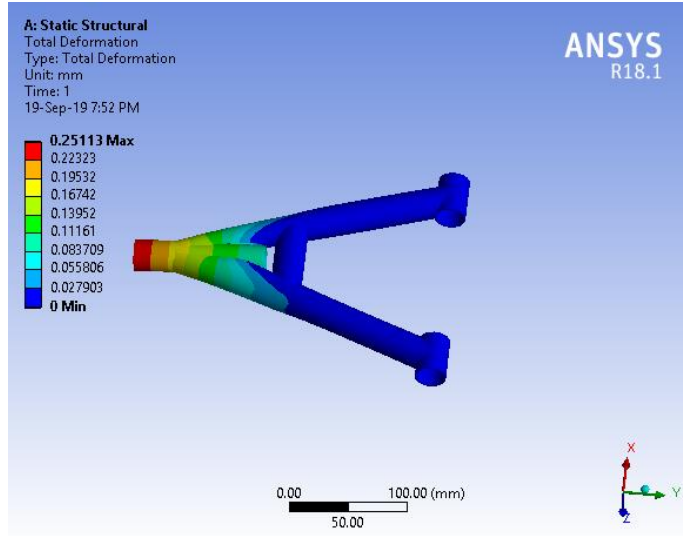 A: Static Structural
Total Deformation
Type: Total Deformation
Unit: mm
Time: 1
19-Sep-19 7:52 PM
ANSYS
R18.1
0.25113 Max
0.22323
0.19532
0.16742
0.13952
0.11161
0.083709
0.055806
0.027903
0 Min
0.00
100.00 (mm)
50.00
X
Y
Z